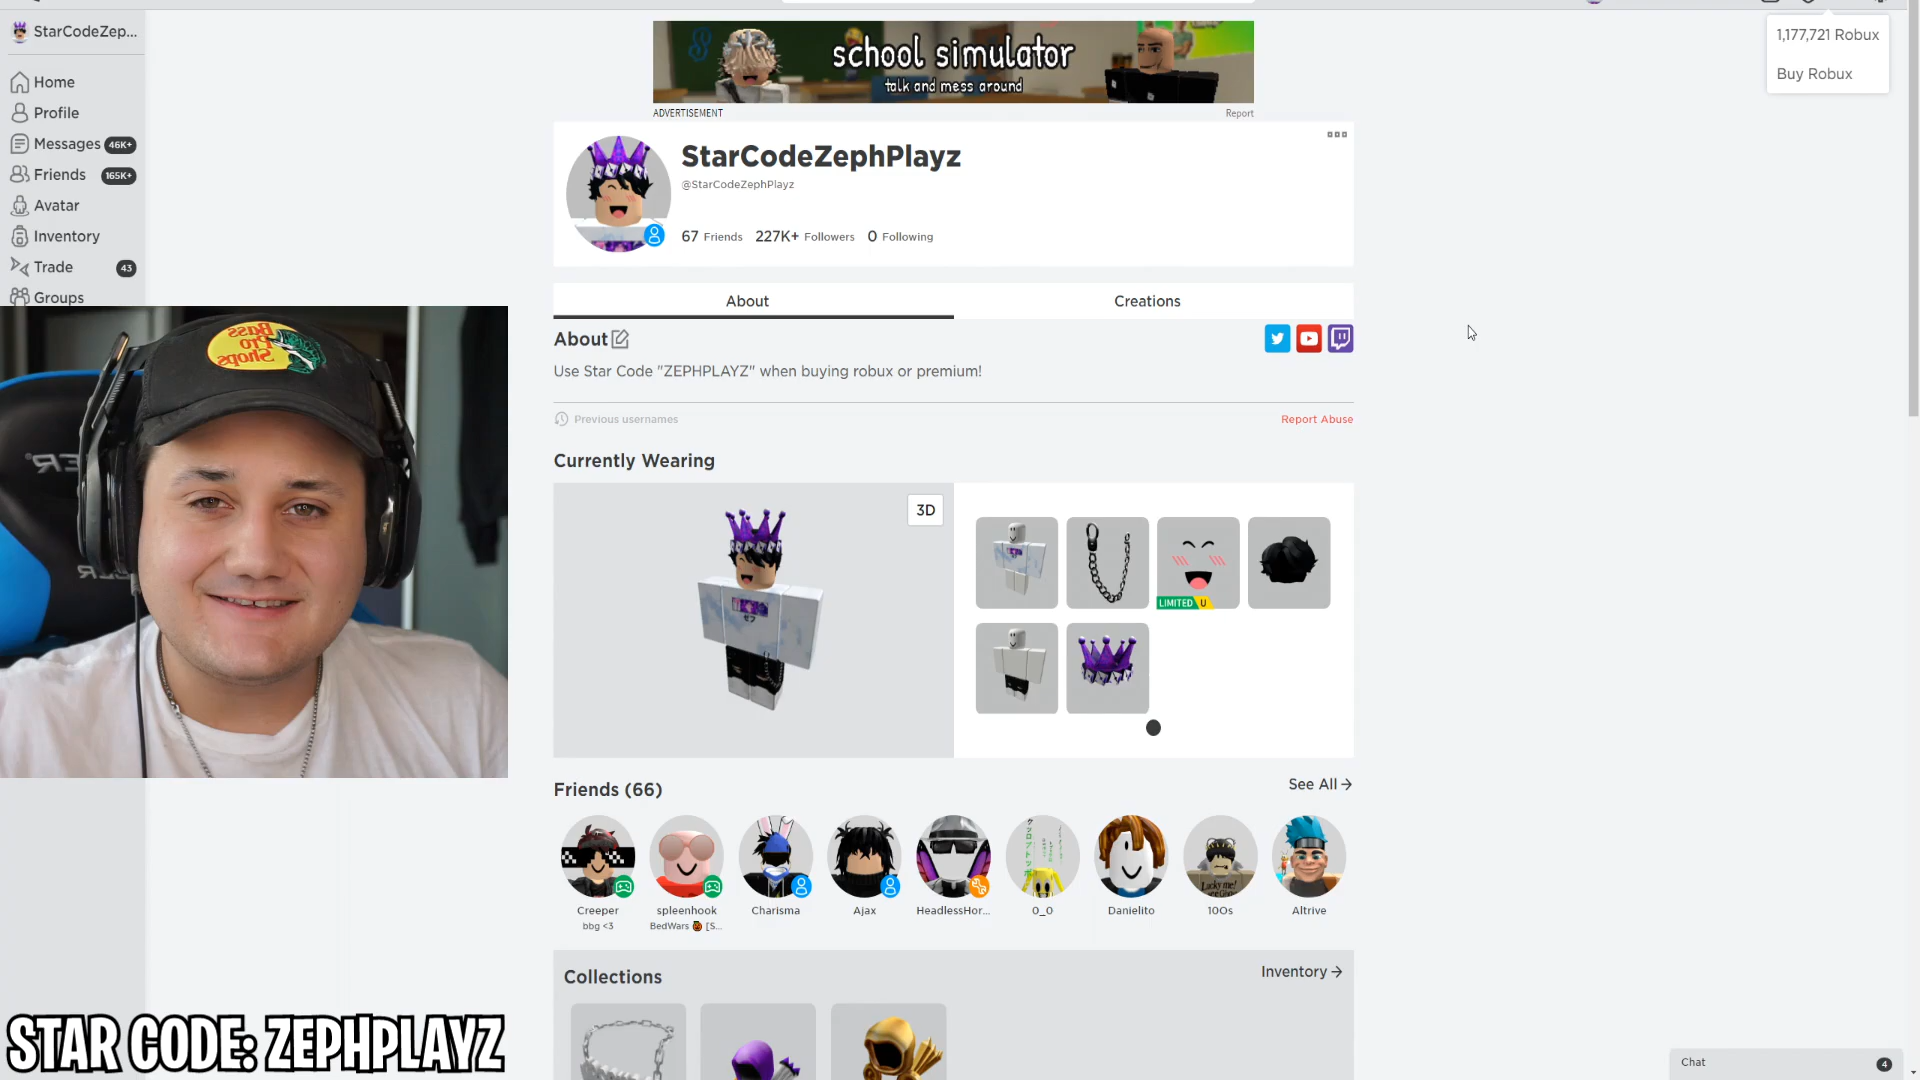 StarCodeZep...
Home
Profile
Messages 46K+
Friends 165K+
Avatar
Inventory
Trade 43
Groups
1,177,721 Robux
Buy Robux
school simulator
talk and mess around
ADVERTISEMENT Report
StarCodeZephPlayz
@StarCodeZephPlayz
67 Friends 227K+ Followers 0 Following
About Creations
About
Use Star Code "ZEPHPLAYZ" when buying robux or premium!
Previous usernames Report Abuse
Currently Wearing
3D
LIMITED U
Bass
Pro
Shops
Friends (66) See All
Creeper
bbg <3
spleenhook
BedWars 🎃 [S...
Charisma
Ajax
HeadlessHor...
0_0
Danielito
10Os
Altrive
Collections Inventory
STAR CODE: ZEPHPLAYZ
Chat 4